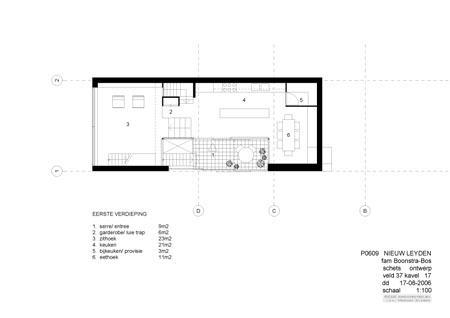 2
3
2
4
5
6
1
1
D
C
B
EERSTE VERDIEPING
1. serre/ entree 9m2
2. garderobe/ luie trap 6m2
3. zithoek 23m2
4. keuken 21m2
5. bijkeuken/ provisie 3m2
6. eethoek 11m2
P0609 NIEUW LEYDEN
fam Boonstra-Bos
schets ontwerp
veld 37 kavel 17
dd 17-08-2006
schaal 1:100